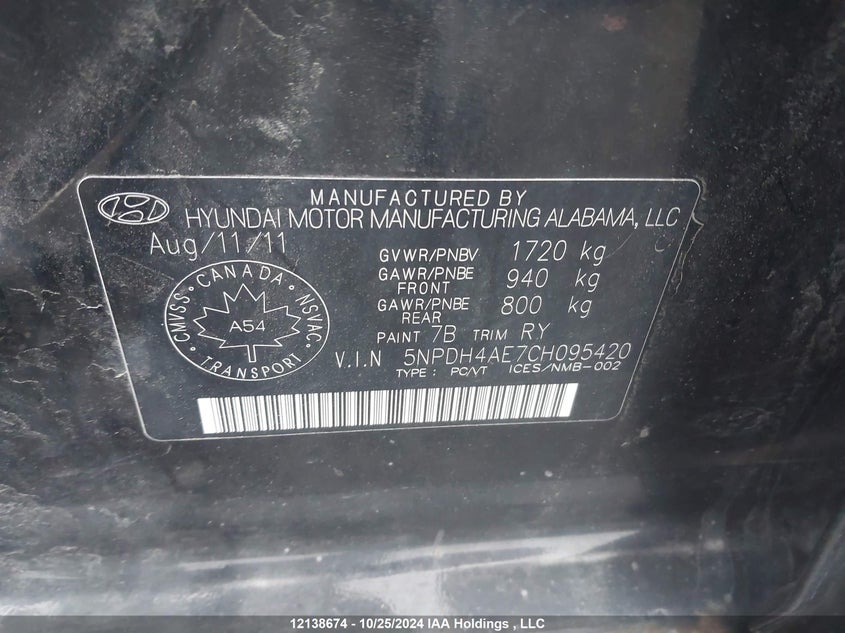 MANUFACTURED BY
HYUNDAI MOTOR MANUFACTURING ALABAMA, LLC
Aug/11/11
GVWR/PNBV 1720 kg
GAWR/PNBE FRONT 940 kg
GAWR/PNBE REAR 800 kg
PAINT 7B TRIM RY
CMVSS · CANADA · NSVAC
A54
TRANSPORT
V.I.N 5NPDH4AE7CH095420
TYPE : PC/VT ICES/NMB-002
12138674 - 10/25/2024 IAA Holdings , LLC